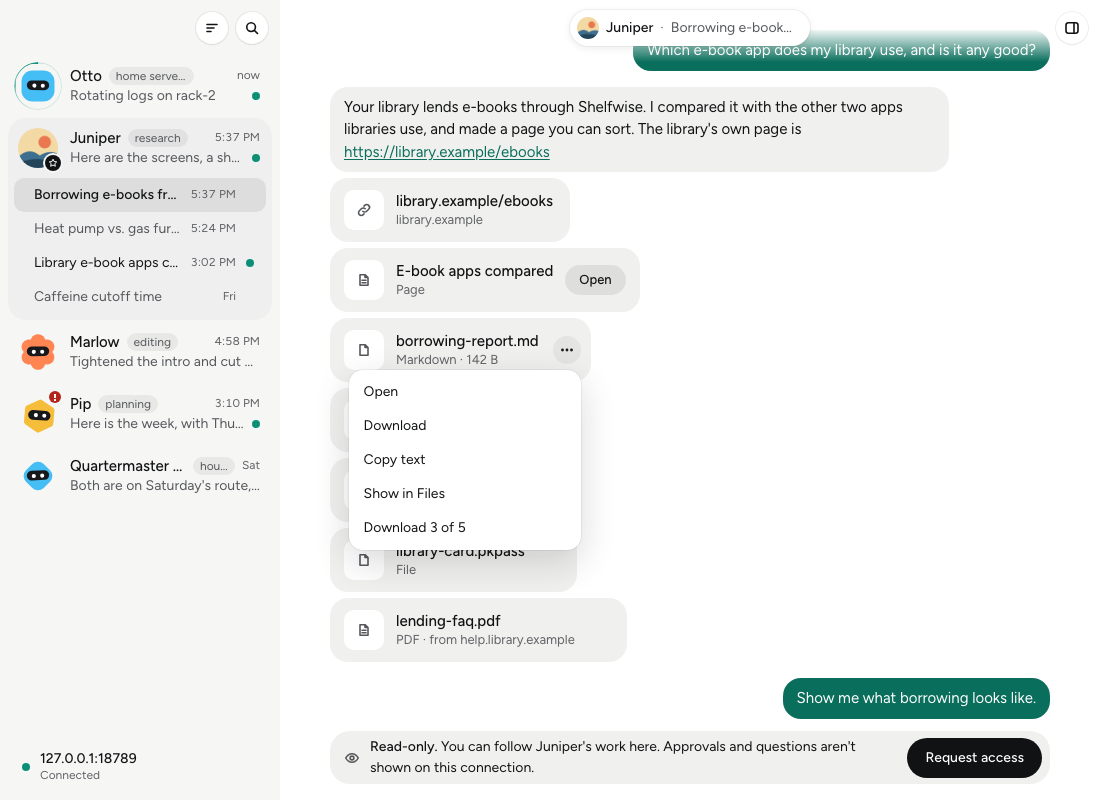 Otto home serve... now
Rotating logs on rack-2
Juniper research 5:37 PM
Here are the screens, a sh...
Borrowing e-books fr... 5:37 PM
Heat pump vs. gas fur... 5:24 PM
Library e-book apps c... 3:02 PM
Caffeine cutoff time Fri
Marlow editing 4:58 PM
Tightened the intro and cut ...
Pip planning 3:10 PM
Here is the week, with Thu...
Quartermaster ... hou... Sat
Both are on Saturday's route,...
127.0.0.1:18789
Connected
Juniper · Borrowing e-book...
Which e-book app does my library use, and is it any good?
Your library lends e-books through Shelfwise. I compared it with the other two apps
libraries use, and made a page you can sort. The library's own page is
https://library.example/ebooks
library.example/ebooks
library.example
E-book apps compared
Page
Open
borrowing-report.md
Markdown · 142 B
Open
Download
Copy text
Show in Files
Download 3 of 5
library-card.pkpass
File
lending-faq.pdf
PDF · from help.library.example
Show me what borrowing looks like.
Read-only. You can follow Juniper's work here. Approvals and questions aren't
shown on this connection.
Request access